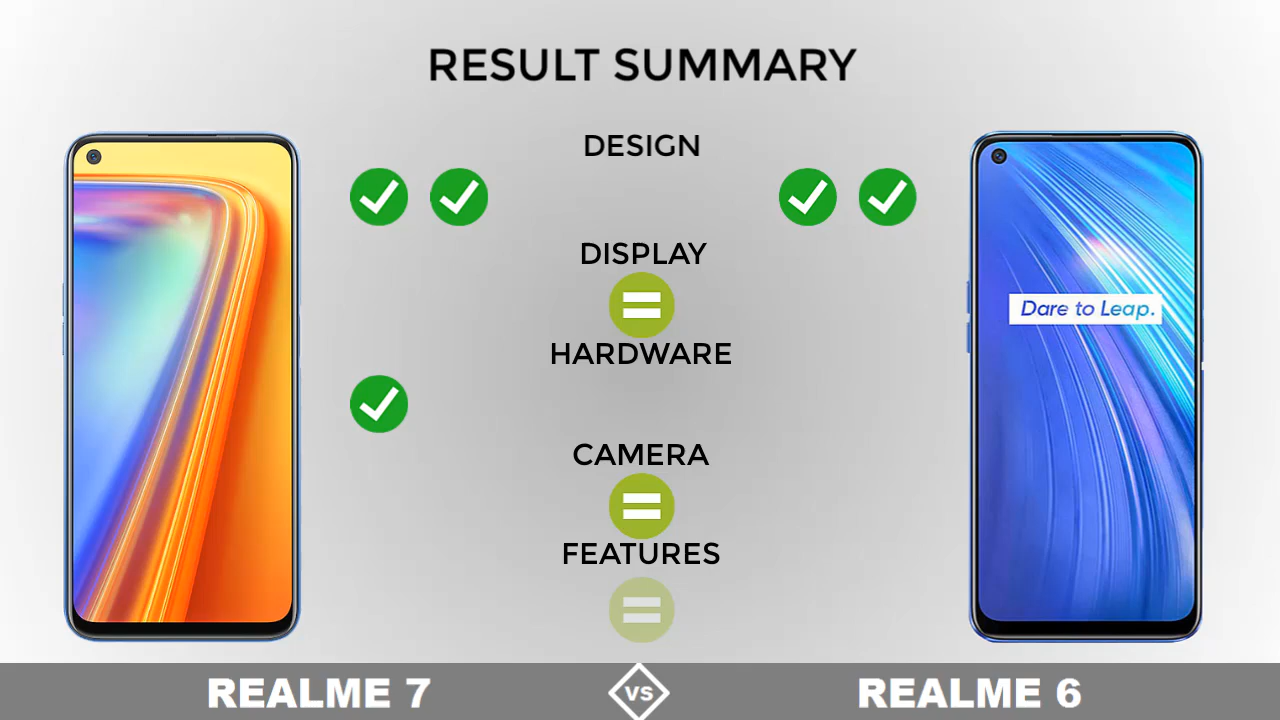 RESULT SUMMARY
DESIGN
DISPLAY
Dare to Leap.
HARDWARE
CAMERA
FEATURES
REALME 7
VS
REALME 6